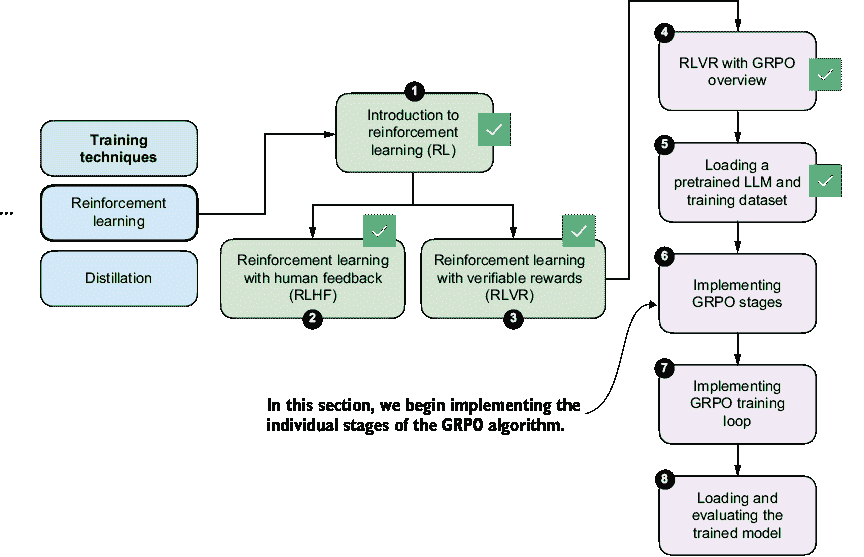 ...
Training
techniques
Reinforcement
learning
Distillation
1
Introduction to
reinforcement
learning (RL)
Reinforcement learning
with human feedback
(RLHF)
2
Reinforcement learning
with verifiable rewards
(RLVR)
3
4
RLVR with GRPO
overview
5
Loading a
pretrained LLM and
training dataset
6
Implementing
GRPO stages
In this section, we begin implementing the
individual stages of the GRPO algorithm.
7
Implementing
GRPO training
loop
8
Loading and
evaluating the
trained model